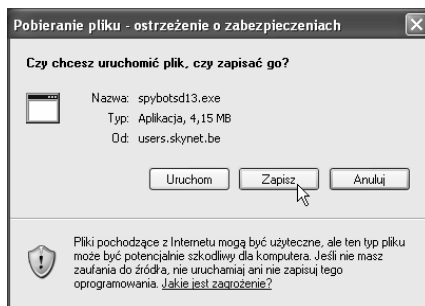 Pobieranie pliku - ostrzeżenie o zabezpieczeniach
Czy chcesz uruchomić plik, czy zapisać go?
Nazwa: spybotsd13.exe
Typ: Aplikacja, 4,15 MB
Od: users.skynet.be
Uruchom Zapisz Anuluj
Pliki pochodzące z Internetu mogą być użyteczne, ale ten typ pliku
może być potencjalnie szkodliwy dla komputera. Jeśli nie masz
zaufania do źródła, nie uruchamiaj ani nie zapisuj tego
oprogramowania. Jakie jest zagrożenie?